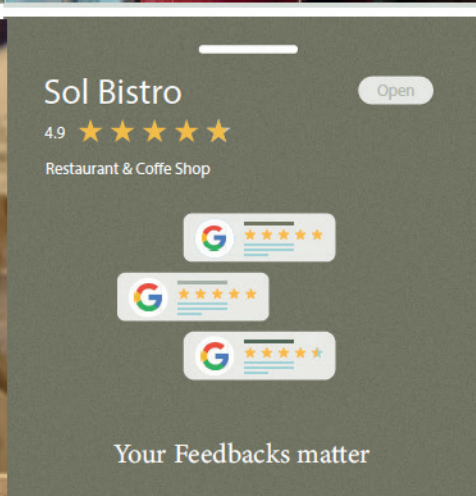 Sol Bistro
Open
4.9
Restaurant & Coffe Shop
Your Feedbacks matter